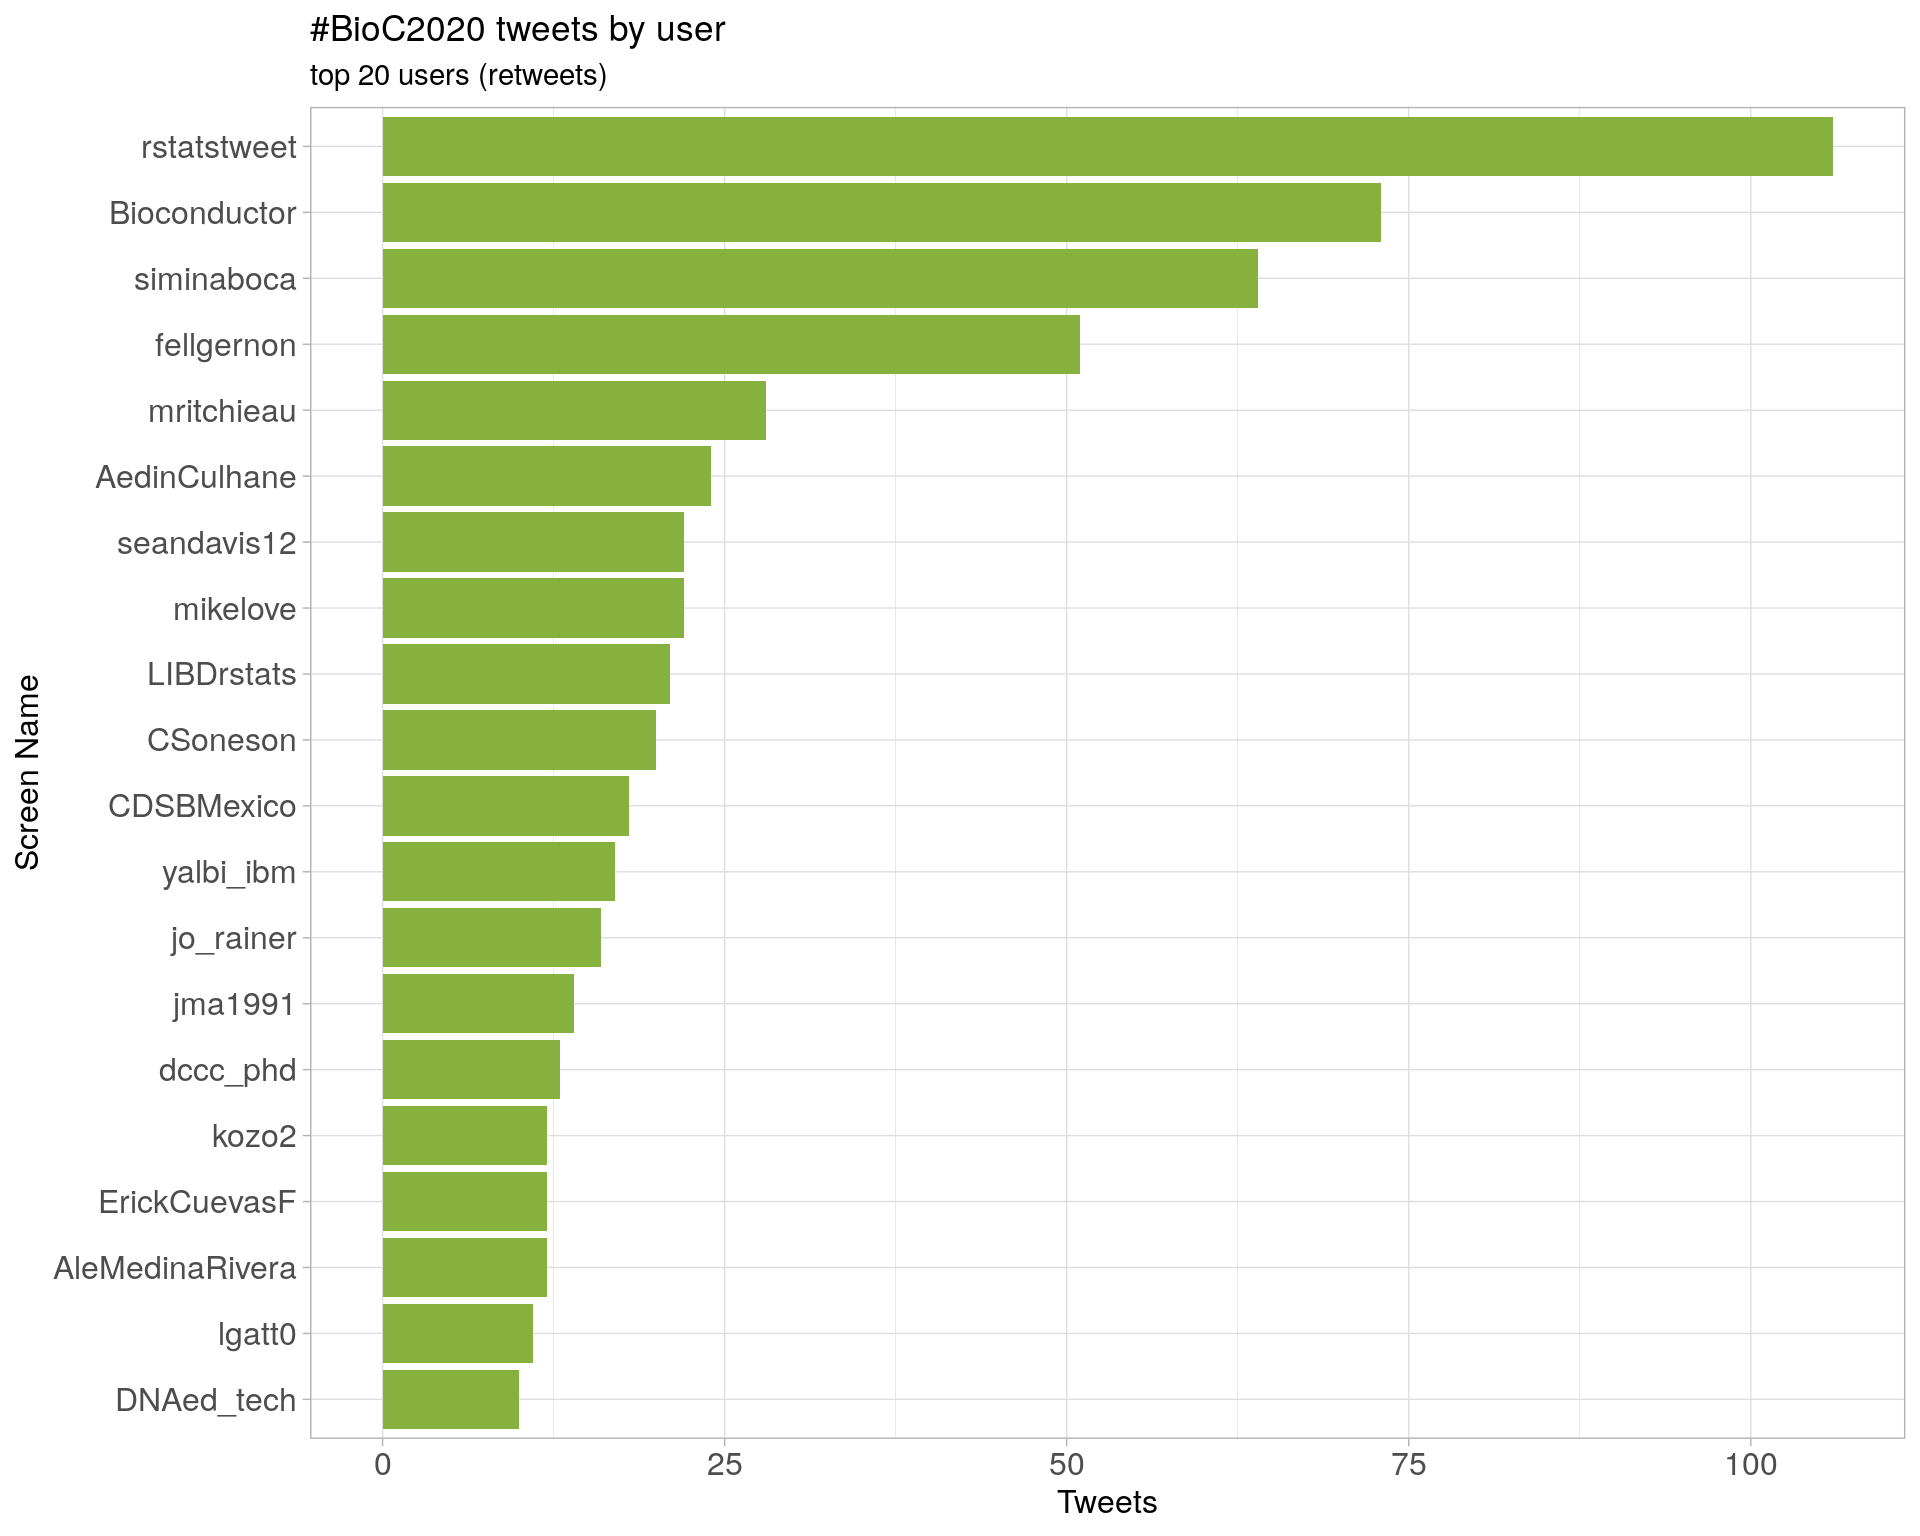 #BioC2020 tweets by user
top 20 users (retweets)
rstatstweet
Bioconductor
siminaboca
fellgernon
mritchieau
AedinCulhane
seandavis12
mikelove
LIBDrstats
CSoneson
CDSBMexico
yalbi_ibm
jo_rainer
jma1991
dccc_phd
kozo2
ErickCuevasF
AleMedinaRivera
lgatt0
DNAed_tech
Screen Name
0 25 50 75 100
Tweets